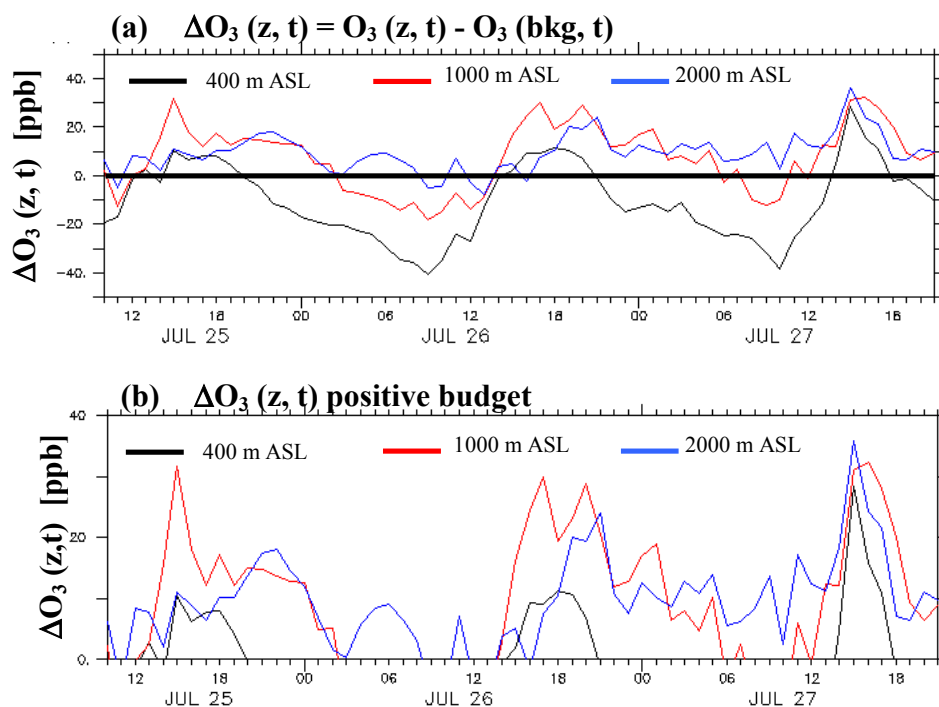 (a) ΔO₃ (z, t) = O₃ (z, t) - O₃ (bkg, t)
400 m ASL 1000 m ASL 2000 m ASL
ΔO₃ (z, t) [ppb]
40.
20.
0.
-20.
-40.
12 18 00 06 12 18 00 06 12 18
JUL 25 JUL 26 JUL 27
(b) ΔO₃ (z, t) positive budget
400 m ASL 1000 m ASL 2000 m ASL
ΔO₃ (z,t) [ppb]
40
20
0.
12 18 00 06 12 18 00 06 12 18
JUL 25 JUL 26 JUL 27